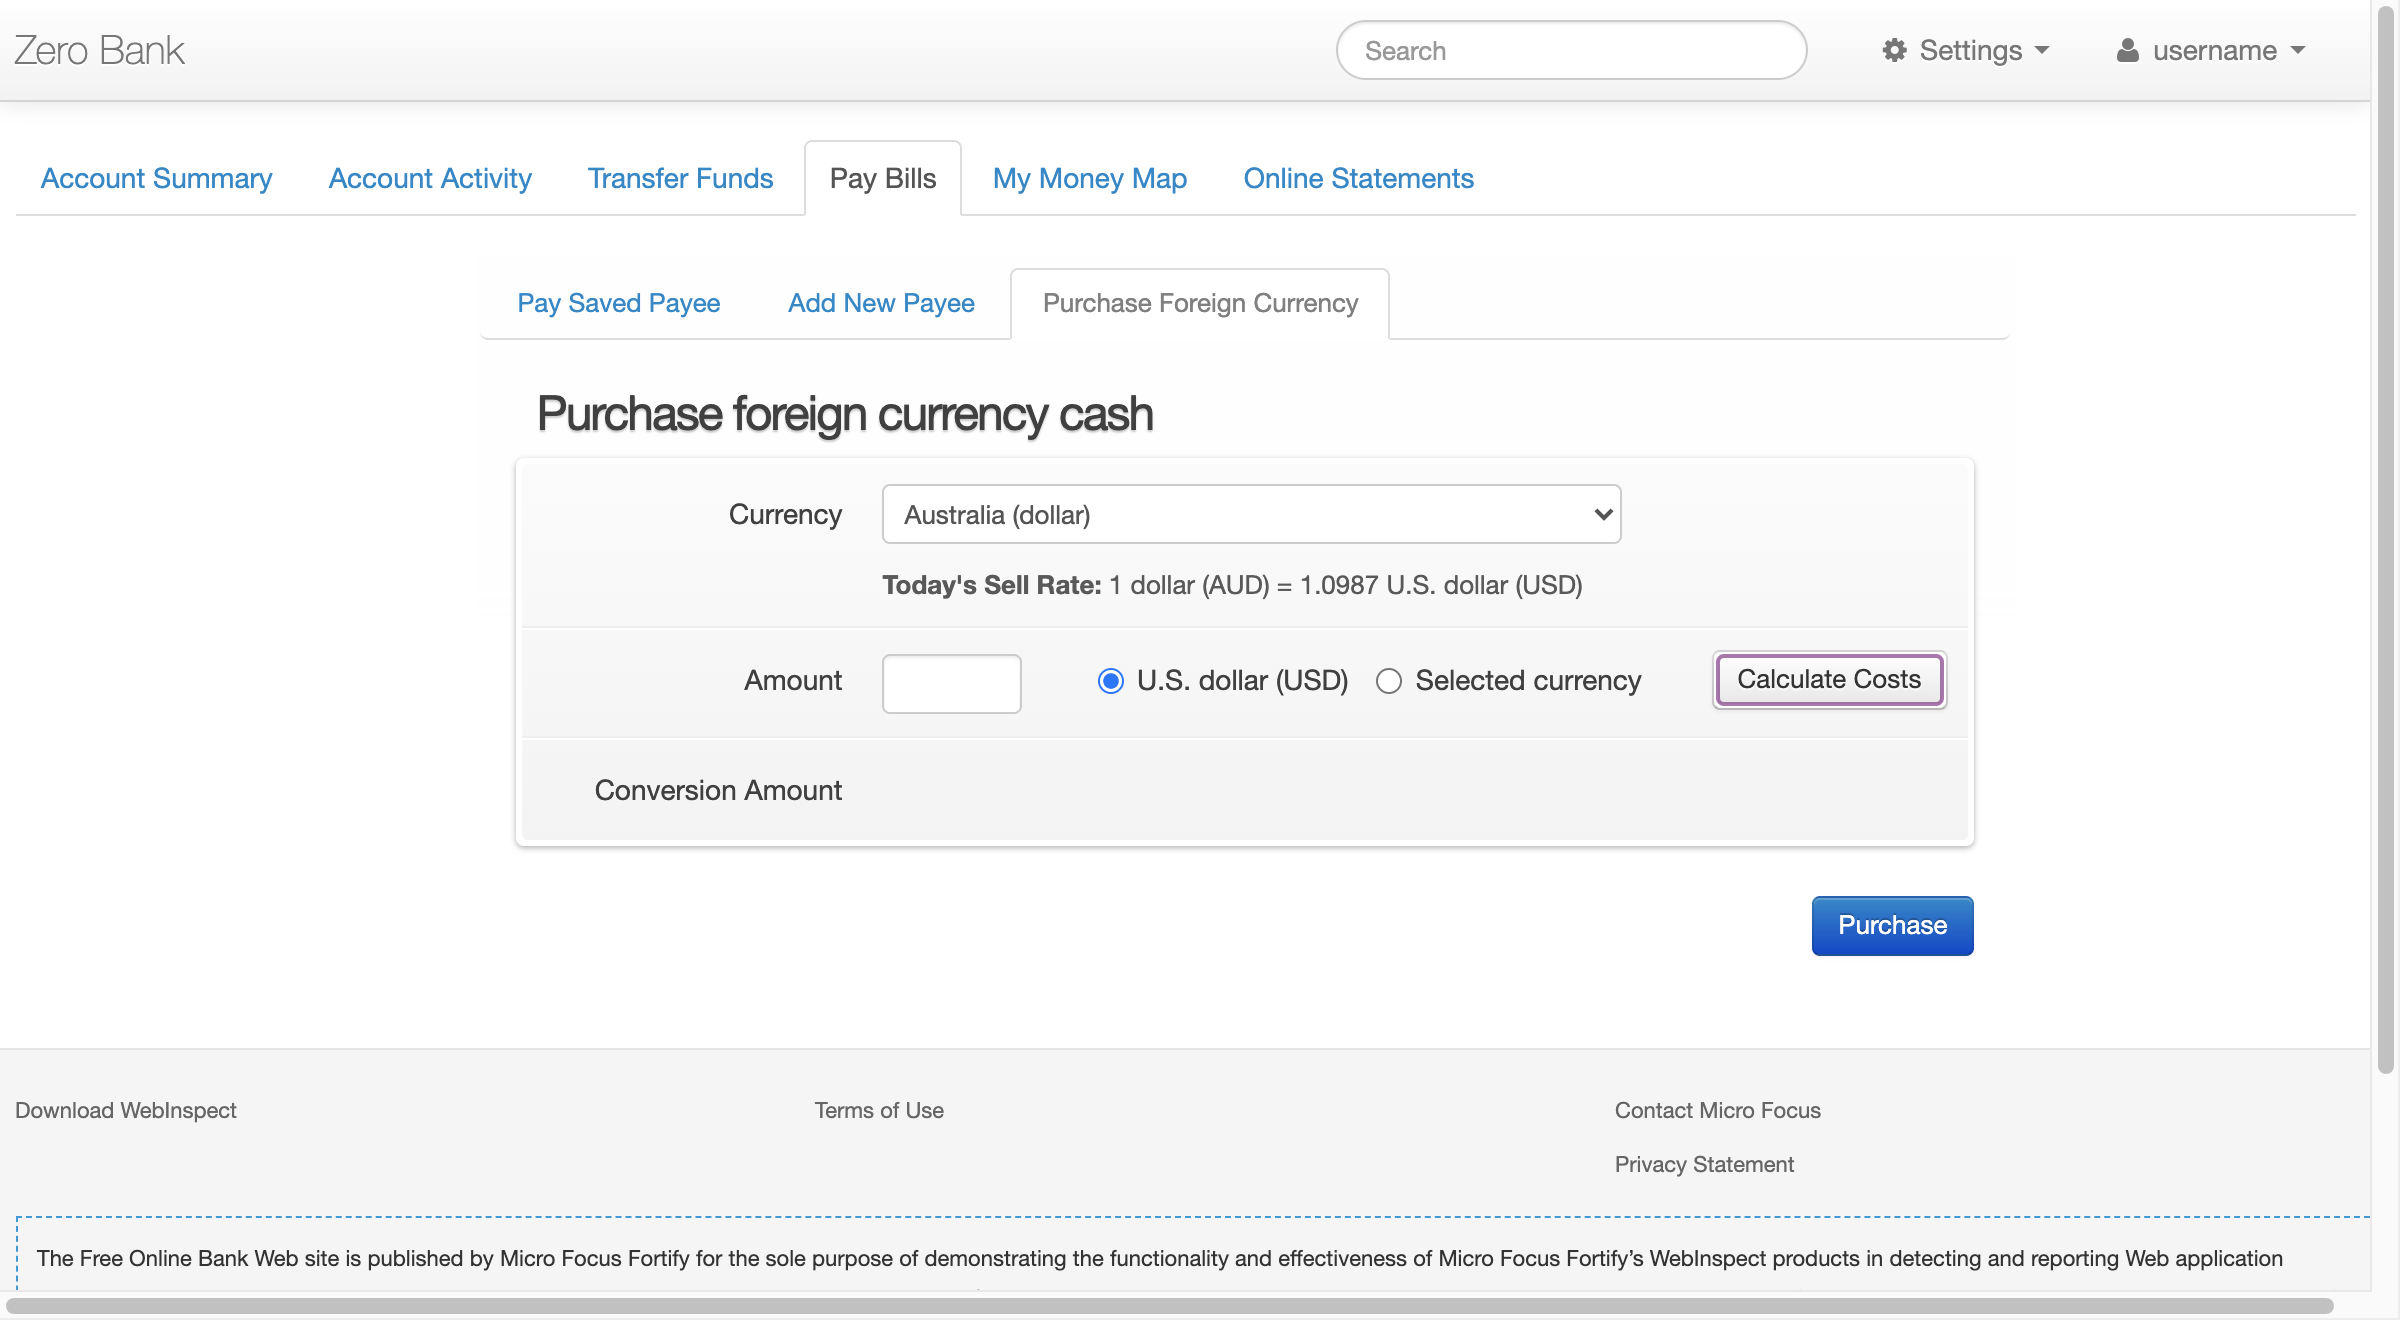 Zero Bank
Search
Settings
username
Account Summary
Account Activity
Transfer Funds
Pay Bills
My Money Map
Online Statements
Pay Saved Payee
Add New Payee
Purchase Foreign Currency
Purchase foreign currency cash
Currency
Australia (dollar)
Today's Sell Rate: 1 dollar (AUD) = 1.0987 U.S. dollar (USD)
Amount
U.S. dollar (USD)
Selected currency
Calculate Costs
Conversion Amount
Purchase
Download WebInspect
Terms of Use
Contact Micro Focus
Privacy Statement
The Free Online Bank Web site is published by Micro Focus Fortify for the sole purpose of demonstrating the functionality and effectiveness of Micro Focus Fortify’s WebInspect products in detecting and reporting Web application